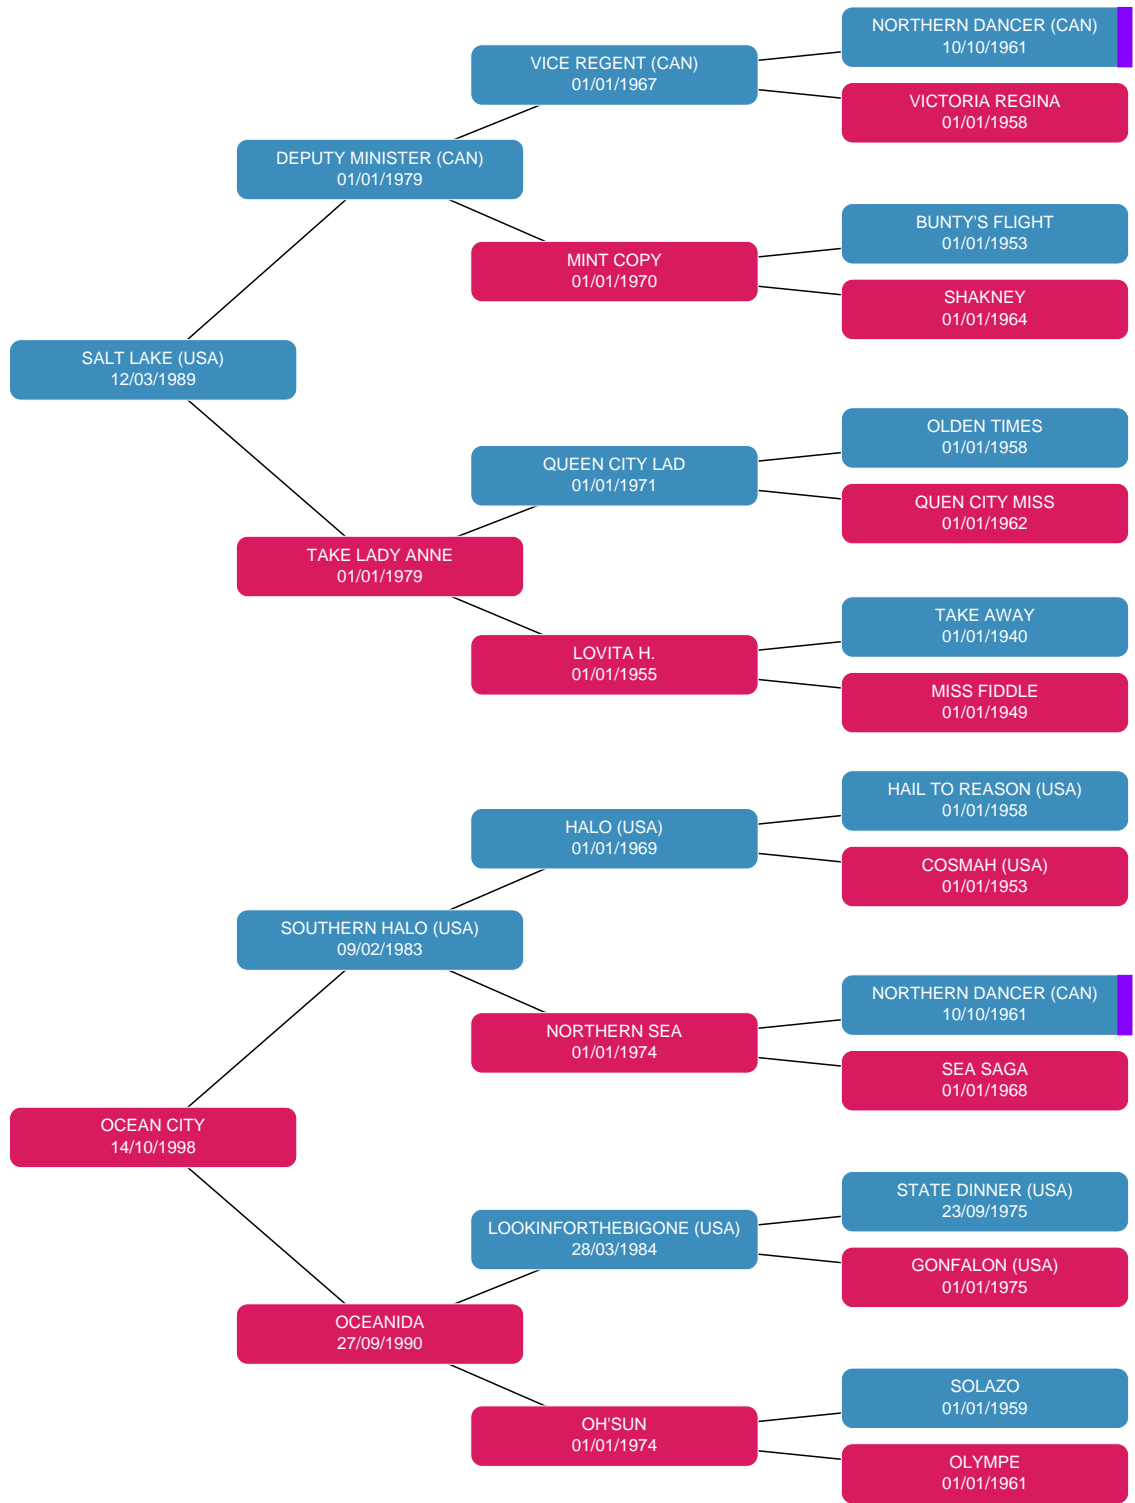 NORTHERN DANCER (CAN)
10/10/1961
VICE REGENT (CAN)
01/01/1967
VICTORIA REGINA
01/01/1958
DEPUTY MINISTER (CAN)
01/01/1979
BUNTY'S FLIGHT
01/01/1953
MINT COPY
01/01/1970
SHAKNEY
01/01/1964
SALT LAKE (USA)
12/03/1989
OLDEN TIMES
01/01/1958
QUEEN CITY LAD
01/01/1971
QUEN CITY MISS
01/01/1962
TAKE LADY ANNE
01/01/1979
TAKE AWAY
01/01/1940
LOVITA H.
01/01/1955
MISS FIDDLE
01/01/1949
HAIL TO REASON (USA)
01/01/1958
HALO (USA)
01/01/1969
COSMAH (USA)
01/01/1953
SOUTHERN HALO (USA)
09/02/1983
NORTHERN DANCER (CAN)
10/10/1961
NORTHERN SEA
01/01/1974
SEA SAGA
01/01/1968
OCEAN CITY
14/10/1998
STATE DINNER (USA)
23/09/1975
LOOKINFORTHEBIGONE (USA)
28/03/1984
GONFALON (USA)
01/01/1975
OCEANIDA
27/09/1990
SOLAZO
01/01/1959
OH'SUN
01/01/1974
OLYMPE
01/01/1961